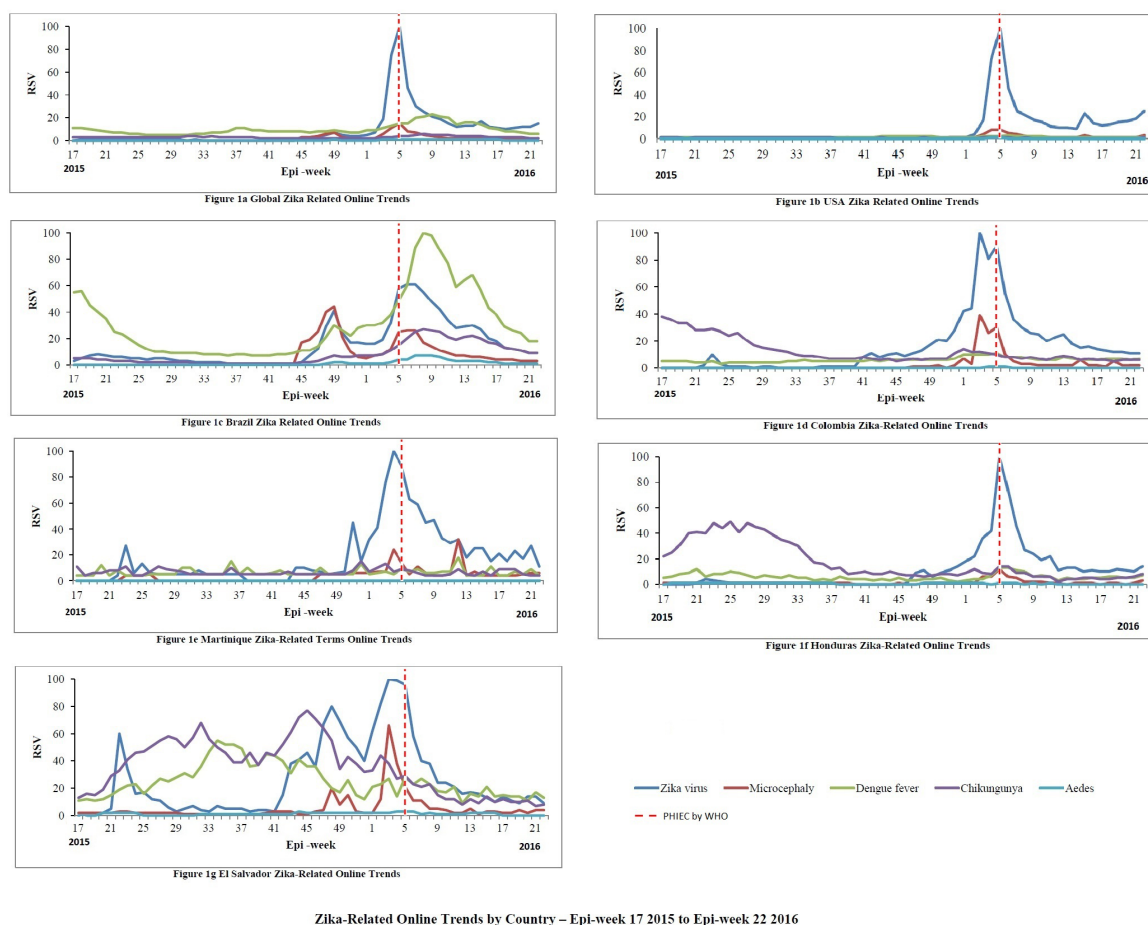 100
80
60
40
20
0
RSV
17 21 25 29 33 37 41 45 49 1 5 9 13 17 21
2015 Epi -week 2016
Figure 1a Global Zika Related Online Trends
100
80
60
40
20
0
RSV
17 21 25 29 33 37 41 45 49 1 5 9 13 17 21
2015 Epi -week 2016
Figure 1b USA Zika Related Online Trends
100
80
60
40
20
0
RSV
17 21 25 29 33 37 41 45 49 1 5 9 13 17 21
2015 Epi-week 2016
Figure 1c Brazil Zika Related Online Trends
100
80
60
40
20
0
RSV
17 21 25 29 33 37 41 45 49 1 5 9 13 17 21
2015 Epi-week 2016
Figure 1d Colombia Zika-Related Online Trends
100
80
60
40
20
0
RSV
17 21 25 29 33 37 41 45 49 1 5 9 13 17 21
2015 Epi -week 2016
Figure 1e Martinique Zika-Related Terms Online Trends
100
80
60
40
20
0
RSV
17 21 25 29 33 37 41 45 49 1 5 9 13 17 21
2015 Epi-week 2016
Figure 1f Honduras Zika-Related Online Trends
100
80
60
40
20
0
RSV
17 21 25 29 33 37 41 45 49 1 5 9 13 17 21
2015 Epi -week 2016
Figure 1g El Salvador Zika-Related Online Trends
Zika virus Microcephaly Dengue fever Chikungunya Aedes
PHIEC by WHO
Zika-Related Online Trends by Country – Epi-week 17 2015 to Epi-week 22 2016